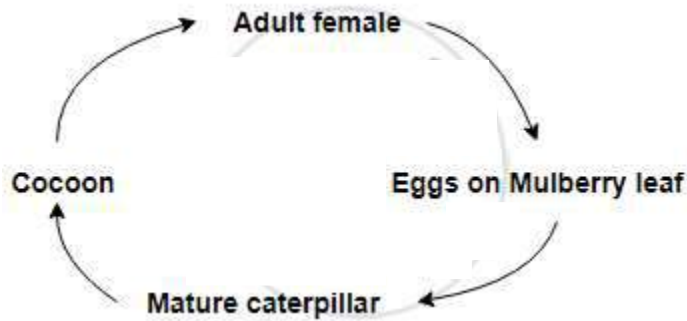 Adult female
Cocoon
Eggs on Mulberry leaf
Mature caterpillar